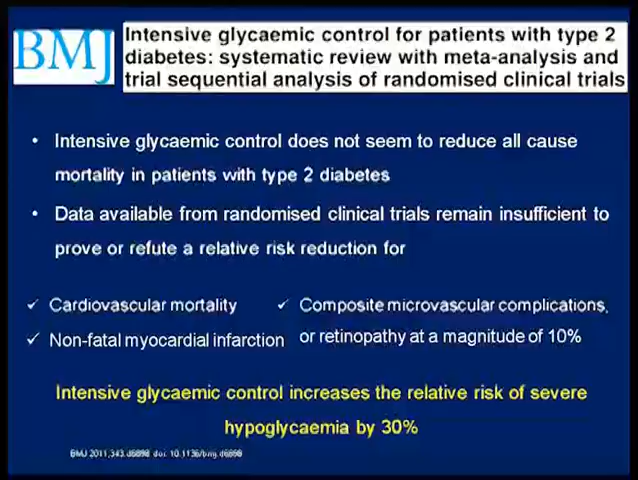 BMJ
Intensive glycaemic control for patients with type 2
diabetes: systematic review with meta-analysis and
trial sequential analysis of randomised clinical trials
• Intensive glycaemic control does not seem to reduce all cause
mortality in patients with type 2 diabetes
• Data available from randomised clinical trials remain insufficient to
prove or refute a relative risk reduction for
✓ Cardiovascular mortality
✓ Non-fatal myocardial infarction
✓ Composite microvascular complications,
or retinopathy at a magnitude of 10%
Intensive glycaemic control increases the relative risk of severe
hypoglycaemia by 30%
BMJ 2011;343:d6898 doi: 10.1136/bmj.d6898